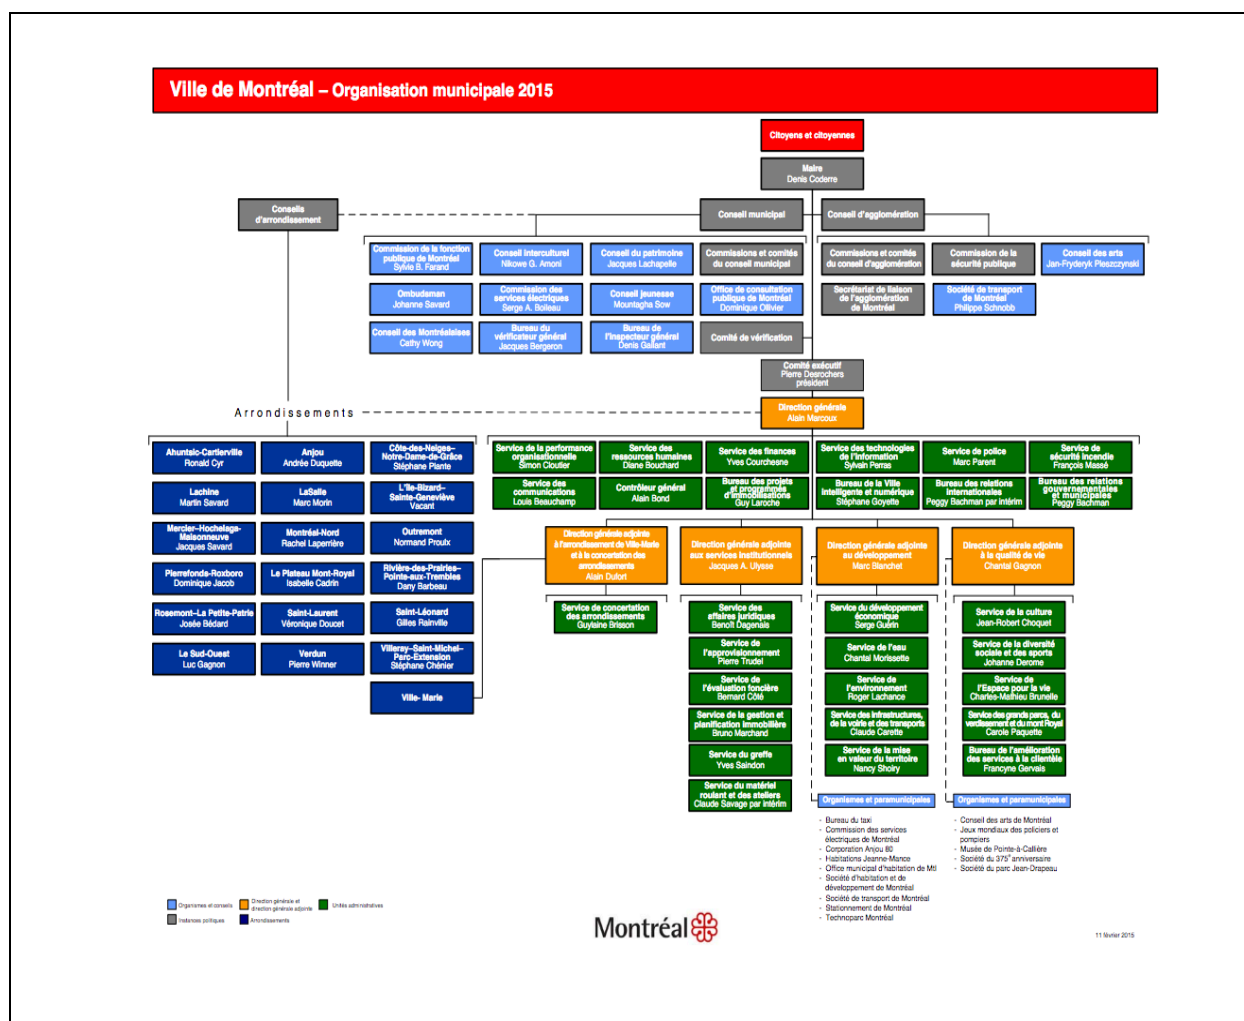 Ville de Montréal – Organisation municipale 2015
Citoyens et citoyennes
Maire
Denis Coderre
Conseils
d'arrondissement
Conseil municipal
Conseil d'agglomération
Commission de la fonction
publique de Montréal
Sylvie B. Farand
Conseil interculturel
Nikowe G. Amoni
Conseil du patrimoine
Jacques Lachapelle
Commissions et comités
du conseil municipal
Commissions et comités
du conseil d'agglomération
Commission de la
sécurité publique
Conseil des arts
Jan-Fryderyk Pleszczynski
Ombudsman
Johanne Savard
Commission des
services électriques
Serge A. Boileau
Conseil jeunesse
Mountagha Sow
Office de consultation
publique de Montréal
Dominique Ollivier
Secrétariat de liaison
de l'agglomération
de Montréal
Société de transport
de Montréal
Philippe Schnobb
Conseil des Montréalaises
Cathy Wong
Bureau du
vérificateur général
Jacques Bergeron
Bureau de
l'inspecteur général
Denis Gallant
Comité de vérification
Comité exécutif
Pierre Desrochers
président
Direction générale
Alain Marcoux
Arrondissements
Ahuntsic-Cartierville
Ronald Cyr
Anjou
Andrée Duquette
Côte-des-Neiges–
Notre-Dame-de-Grâce
Stéphane Plante
Lachine
Martin Savard
LaSalle
Marc Morin
L'Île-Bizard–
Sainte-Geneviève
Vacant
Mercier–Hochelaga-
Maisonneuve
Jacques Savard
Montréal-Nord
Rachel Laperrière
Outremont
Normand Proulx
Pierrefonds-Roxboro
Dominique Jacob
Le Plateau Mont-Royal
Isabelle Cadrin
Rivière-des-Prairies–
Pointe-aux-Trembles
Dany Barbeau
Rosemont–La Petite-Patrie
Josée Bédard
Saint-Laurent
Véronique Doucet
Saint-Léonard
Gilles Rainville
Le Sud-Ouest
Luc Gagnon
Verdun
Pierre Winner
Villeray–Saint-Michel–
Parc-Extension
Stéphane Chénier
Ville- Marie
Service de la performance
organisationnelle
Simon Cloutier
Service des
ressources humaines
Diane Bouchard
Service des finances
Yves Courchesne
Service des technologies
de l'information
Sylvain Perras
Service de police
Marc Parent
Service de
sécurité incendie
François Massé
Service des
communications
Louis Beauchamp
Contrôleur général
Alain Bond
Bureau des projets
et programmes
d'immobilisations
Guy Laroche
Bureau de la Ville
intelligente et numérique
Stéphane Goyette
Bureau des relations
internationales
Peggy Bachman par intérim
Bureau des relations
gouvernementales
et municipales
Peggy Bachman
Direction générale adjointe
à l'arrondissement de Ville-Marie
et à la concertation des
arrondissements
Alain Dufort
Direction générale adjointe
aux services institutionnels
Jacques A. Ulysse
Direction générale adjointe
au développement
Marc Blanchet
Direction générale adjointe
à la qualité de vie
Chantal Gagnon
Service de concertation
des arrondissements
Guylaine Brisson
Service des
affaires juridiques
Benoît Dagenais
Service de
l'approvisionnement
Pierre Trudel
Service de
l'évaluation foncière
Bernard Côté
Service de la gestion et
planification immobilière
Bruno Marchand
Service du greffe
Yves Saindon
Service du matériel
roulant et des ateliers
Claude Savage par intérim
Service du développement
économique
Serge Guérin
Service de l'eau
Chantal Morissette
Service de
l'environnement
Roger Lachance
Service des infrastructures,
de la voirie et des transports
Claude Carette
Service de la mise
en valeur du territoire
Nancy Shoiry
Service de la culture
Jean-Robert Choquet
Service de la diversité
sociale et des sports
Johanne Derome
Service de
l'Espace pour la vie
Charles-Mathieu Brunelle
Service des grands parcs, du
verdissement et du mont Royal
Carole Paquette
Bureau de l'amélioration
des services à la clientèle
Francyne Gervais
Organismes et paramunicipales
- Bureau du taxi
- Commission des services
électriques de Montréal
- Corporation Anjou 80
- Habitations Jeanne-Mance
- Office municipal d'habitation de Mtl
- Société d'habitation et de
développement de Montréal
- Société de transport de Montréal
- Stationnement de Montréal
- Technoparc Montréal
Organismes et paramunicipales
- Conseil des arts de Montréal
- Jeux mondiaux des policiers et
pompiers
- Musée de Pointe-à-Callière
- Société du 375e anniversaire
- Société du parc Jean-Drapeau
Organismes et conseils
Direction générale et
direction générale adjointe
Unités administratives
Instances politiques
Arrondissements
Montréal
11 février 2015